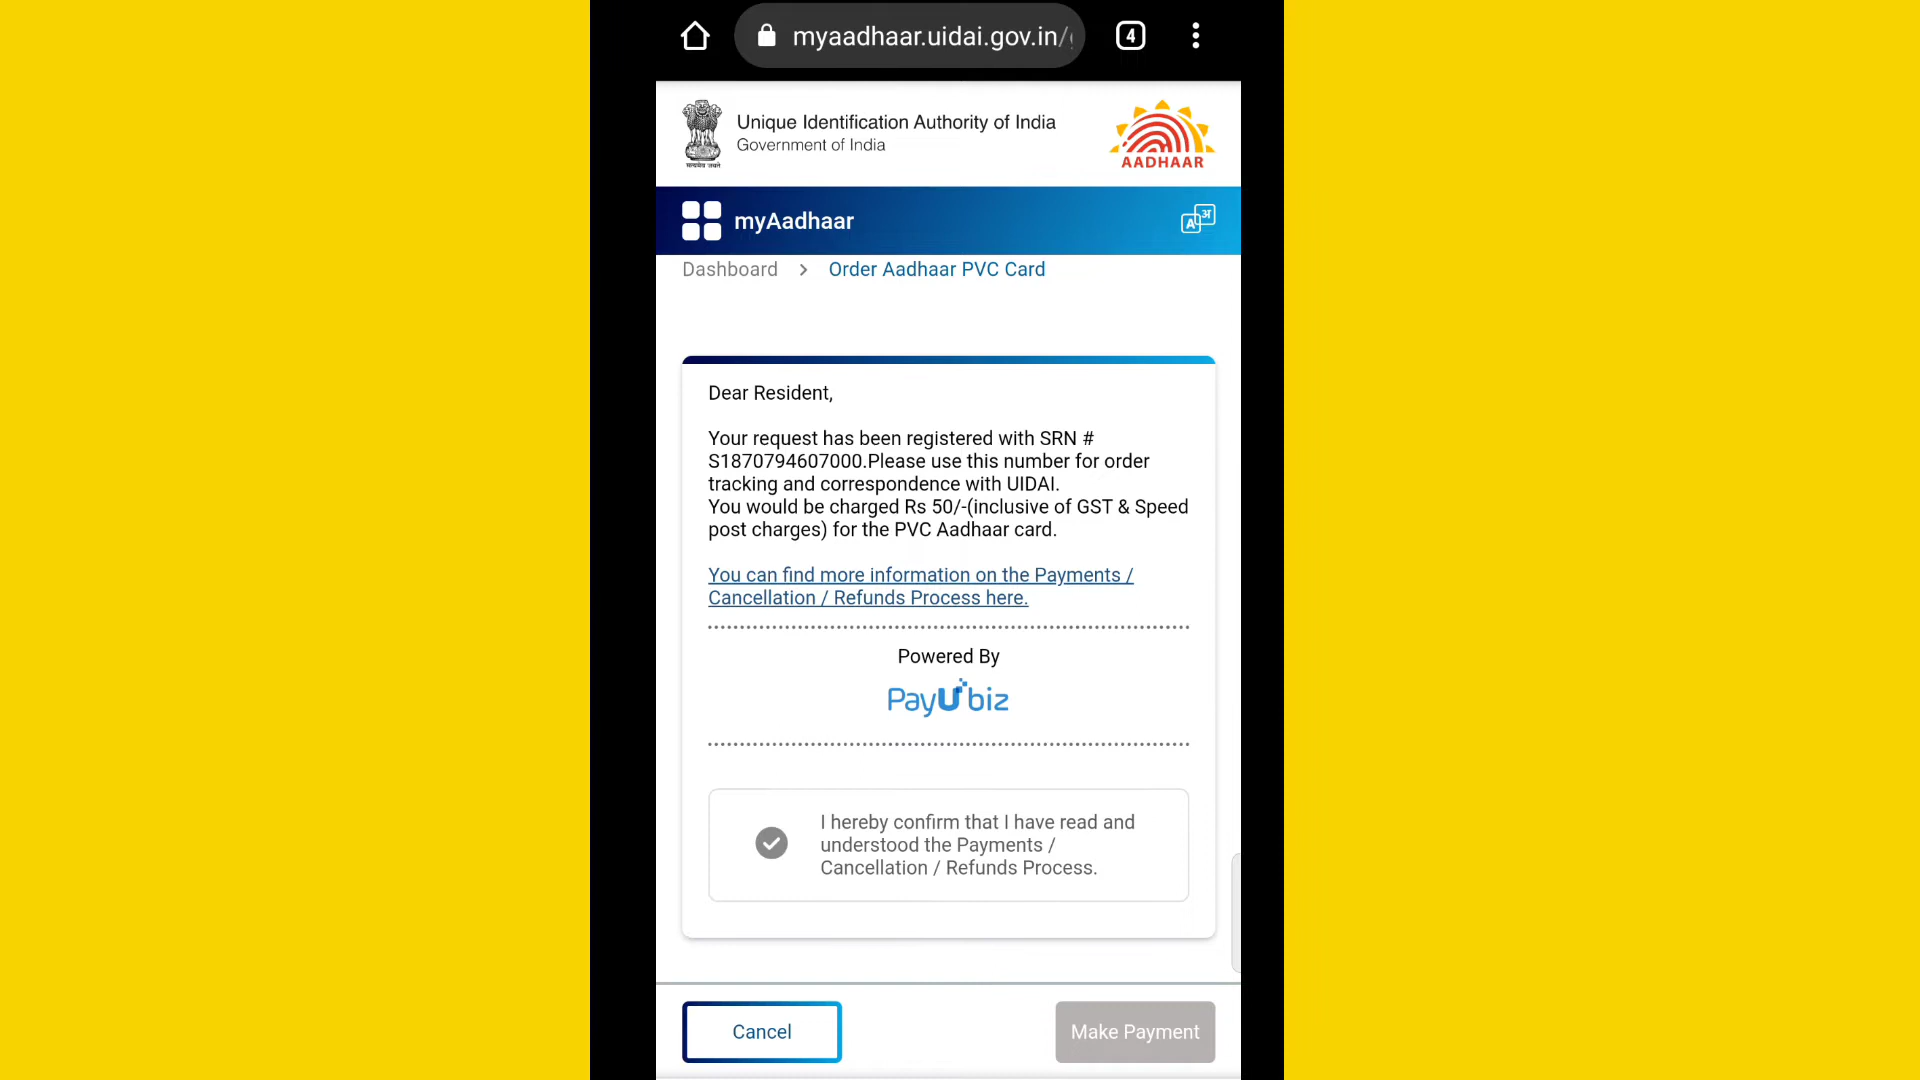 myaadhaar.uidai.gov.in/
4
Unique Identification Authority of India
Government of India
सत्यमेव जयते
AADHAAR
myAadhaar
A अ
Dashboard > Order Aadhaar PVC Card
Dear Resident,
Your request has been registered with SRN #
S1870794607000.Please use this number for order
tracking and correspondence with UIDAI.
You would be charged Rs 50/-(inclusive of GST & Speed
post charges) for the PVC Aadhaar card.
You can find more information on the Payments /
Cancellation / Refunds Process here.
Powered By
PayUbiz
I hereby confirm that I have read and
understood the Payments /
Cancellation / Refunds Process.
Cancel
Make Payment